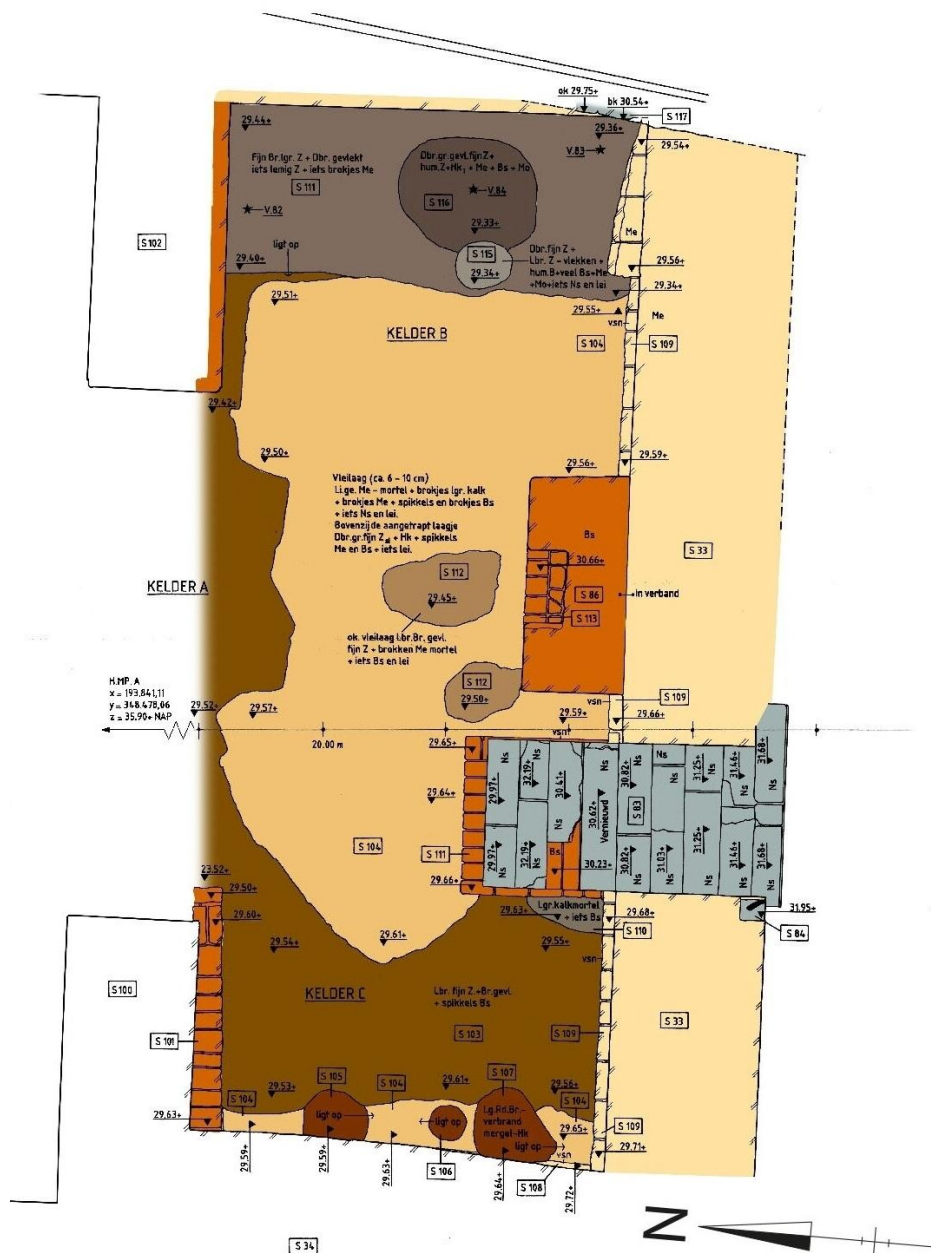 ok 29.75+
bk 30.54+
S 117
29.44+
29.36+
29.54+
V.83
Fijn Br.lgr. Z + Dbr. gevlekt
iets lemig Z + iets brokjes Me
S 111
V.82
Dbr.gr.gevl.fijn Z +
hum.Z+Hk1 + Me + Bs + Mo
V.84
S 116
29.33+
S 102
ligt op
29.40+
S 115
29.34+
Dbr.fijn Z +
Lbr. Z - vlekken +
hum.B+veel Bs+Me
+Mo+iets Ns en lei
Me
29.56+
29.34+
29.51+
29.55+
vsn
Me
KELDER B
S 104
S 109
29.42+
29.50+
29.56+
29.59+
Vleilaag (ca. 6 - 10 cm)
Li.ge. Me - mortel + brokjes lgr. kalk
+ brokjes Me + spikkels en brokjes Bs
+ iets Ns en lei.
Bovenzijde aangetrapt laagje
Dbr.gr.fijn Z + Hk + spikkels
Me en Bs + iets lei.
Bs
S 33
30.66+
KELDER A
S 112
29.45+
S 86
in verband
S 113
ok. vleilaag Lbr.Br. gevl.
fijn Z + brokken Me mortel
+ iets Bs en lei
H.MP. A
x = 193.841,11
y = 348.478,06
z = 35.90+ NAP
S 112
29.50+
vsn
S 109
29.52+
29.57+
29.59+
29.66+
vsn
20.00 m
29.65+
Ns
Ns
Ns
Ns
Ns
Ns
Ns
Ns
29.97+
32.19+
30.41+
30.62+
Vernieuwd
30.82+
31.25+
31.46+
31.68+
29.64+
S 83
S 104
S 111
29.97+
32.19+
Bs
30.23+
30.82+
31.03+
31.25+
31.46+
31.68+
Ns
Ns
Ns
Ns
Ns
Ns
Ns
23.52+
29.50+
29.66+
29.60+
Lgr.kalkmortel
29.63+
+ iets Bs
29.68+
31.95+
S 110
S 84
29.54+
29.61+
29.55+
vsn
S 100
KELDER C
Lbr. fijn Z.+Br.gevl.
+ spikkels Bs
S 33
S 101
S 103
S 109
29.53+
S 105
S 104
29.61+
S 107
29.56+
S 104
S 104
29.63+
ligt op
ligt op
Lg.Rd.Br.-
verbrand
mergel-Hk
ligt op
29.65+
vsn
S 109
29.71+
29.59+
29.59+
29.63+
S 106
29.64+
S 108
29.72+
N
S 34